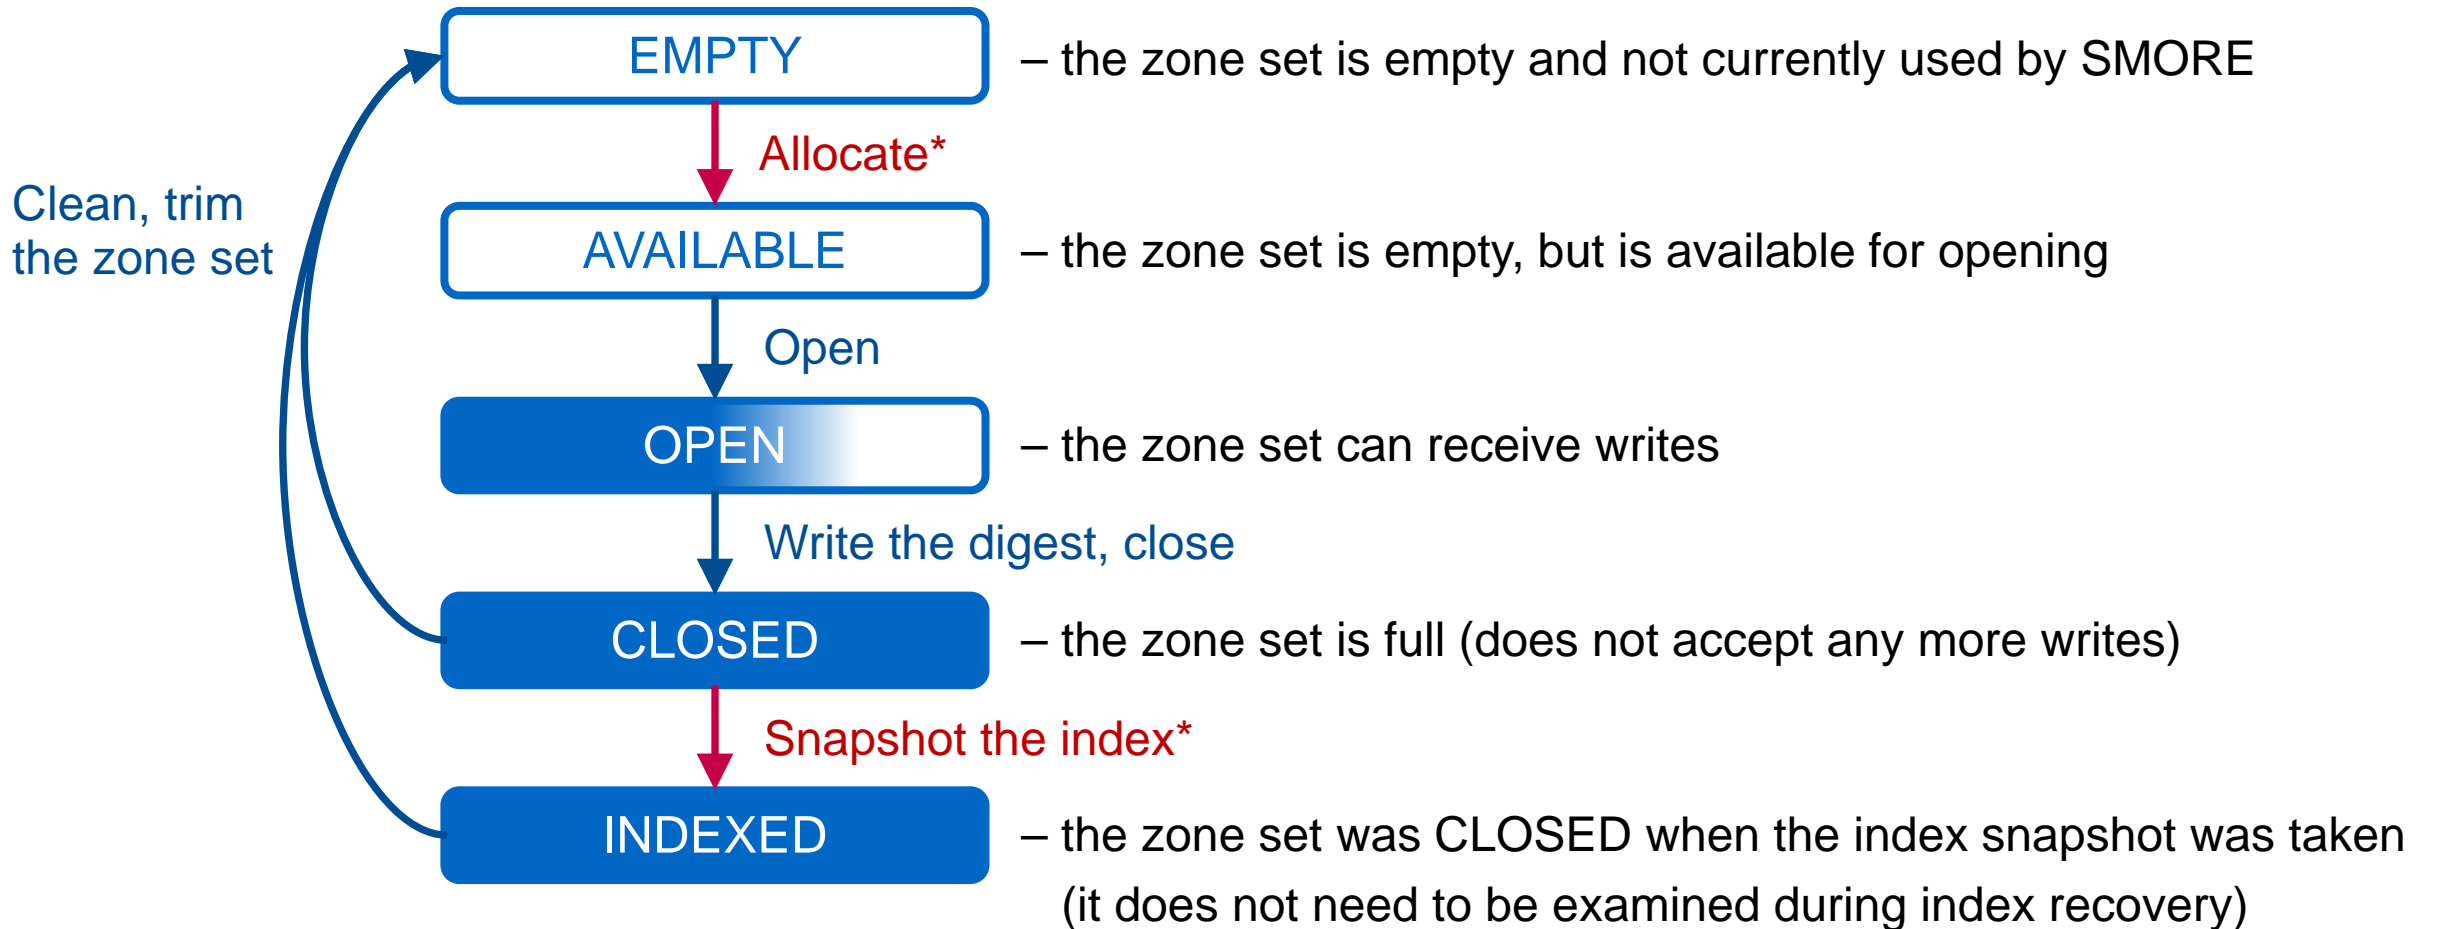 EMPTY – the zone set is empty and not currently used by SMORE
Allocate*
Clean, trim
the zone set
AVAILABLE – the zone set is empty, but is available for opening
Open
OPEN – the zone set can receive writes
Write the digest, close
CLOSED – the zone set is full (does not accept any more writes)
Snapshot the index*
INDEXED – the zone set was CLOSED when the index snapshot was taken
(it does not need to be examined during index recovery)